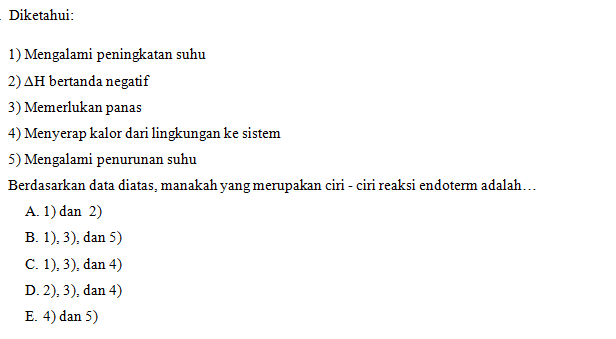 Diketahui:
1) Mengalami peningkatan suhu
2) ΔH bertanda negatif
3) Memerlukan panas
4) Menyerap kalor dari lingkungan ke sistem
5) Mengalami penurunan suhu
Berdasarkan data diatas, manakah yang merupakan ciri - ciri reaksi endoterm adalah…
A. 1) dan 2)
B. 1), 3), dan 5)
C. 1), 3), dan 4)
D. 2), 3), dan 4)
E. 4) dan 5)